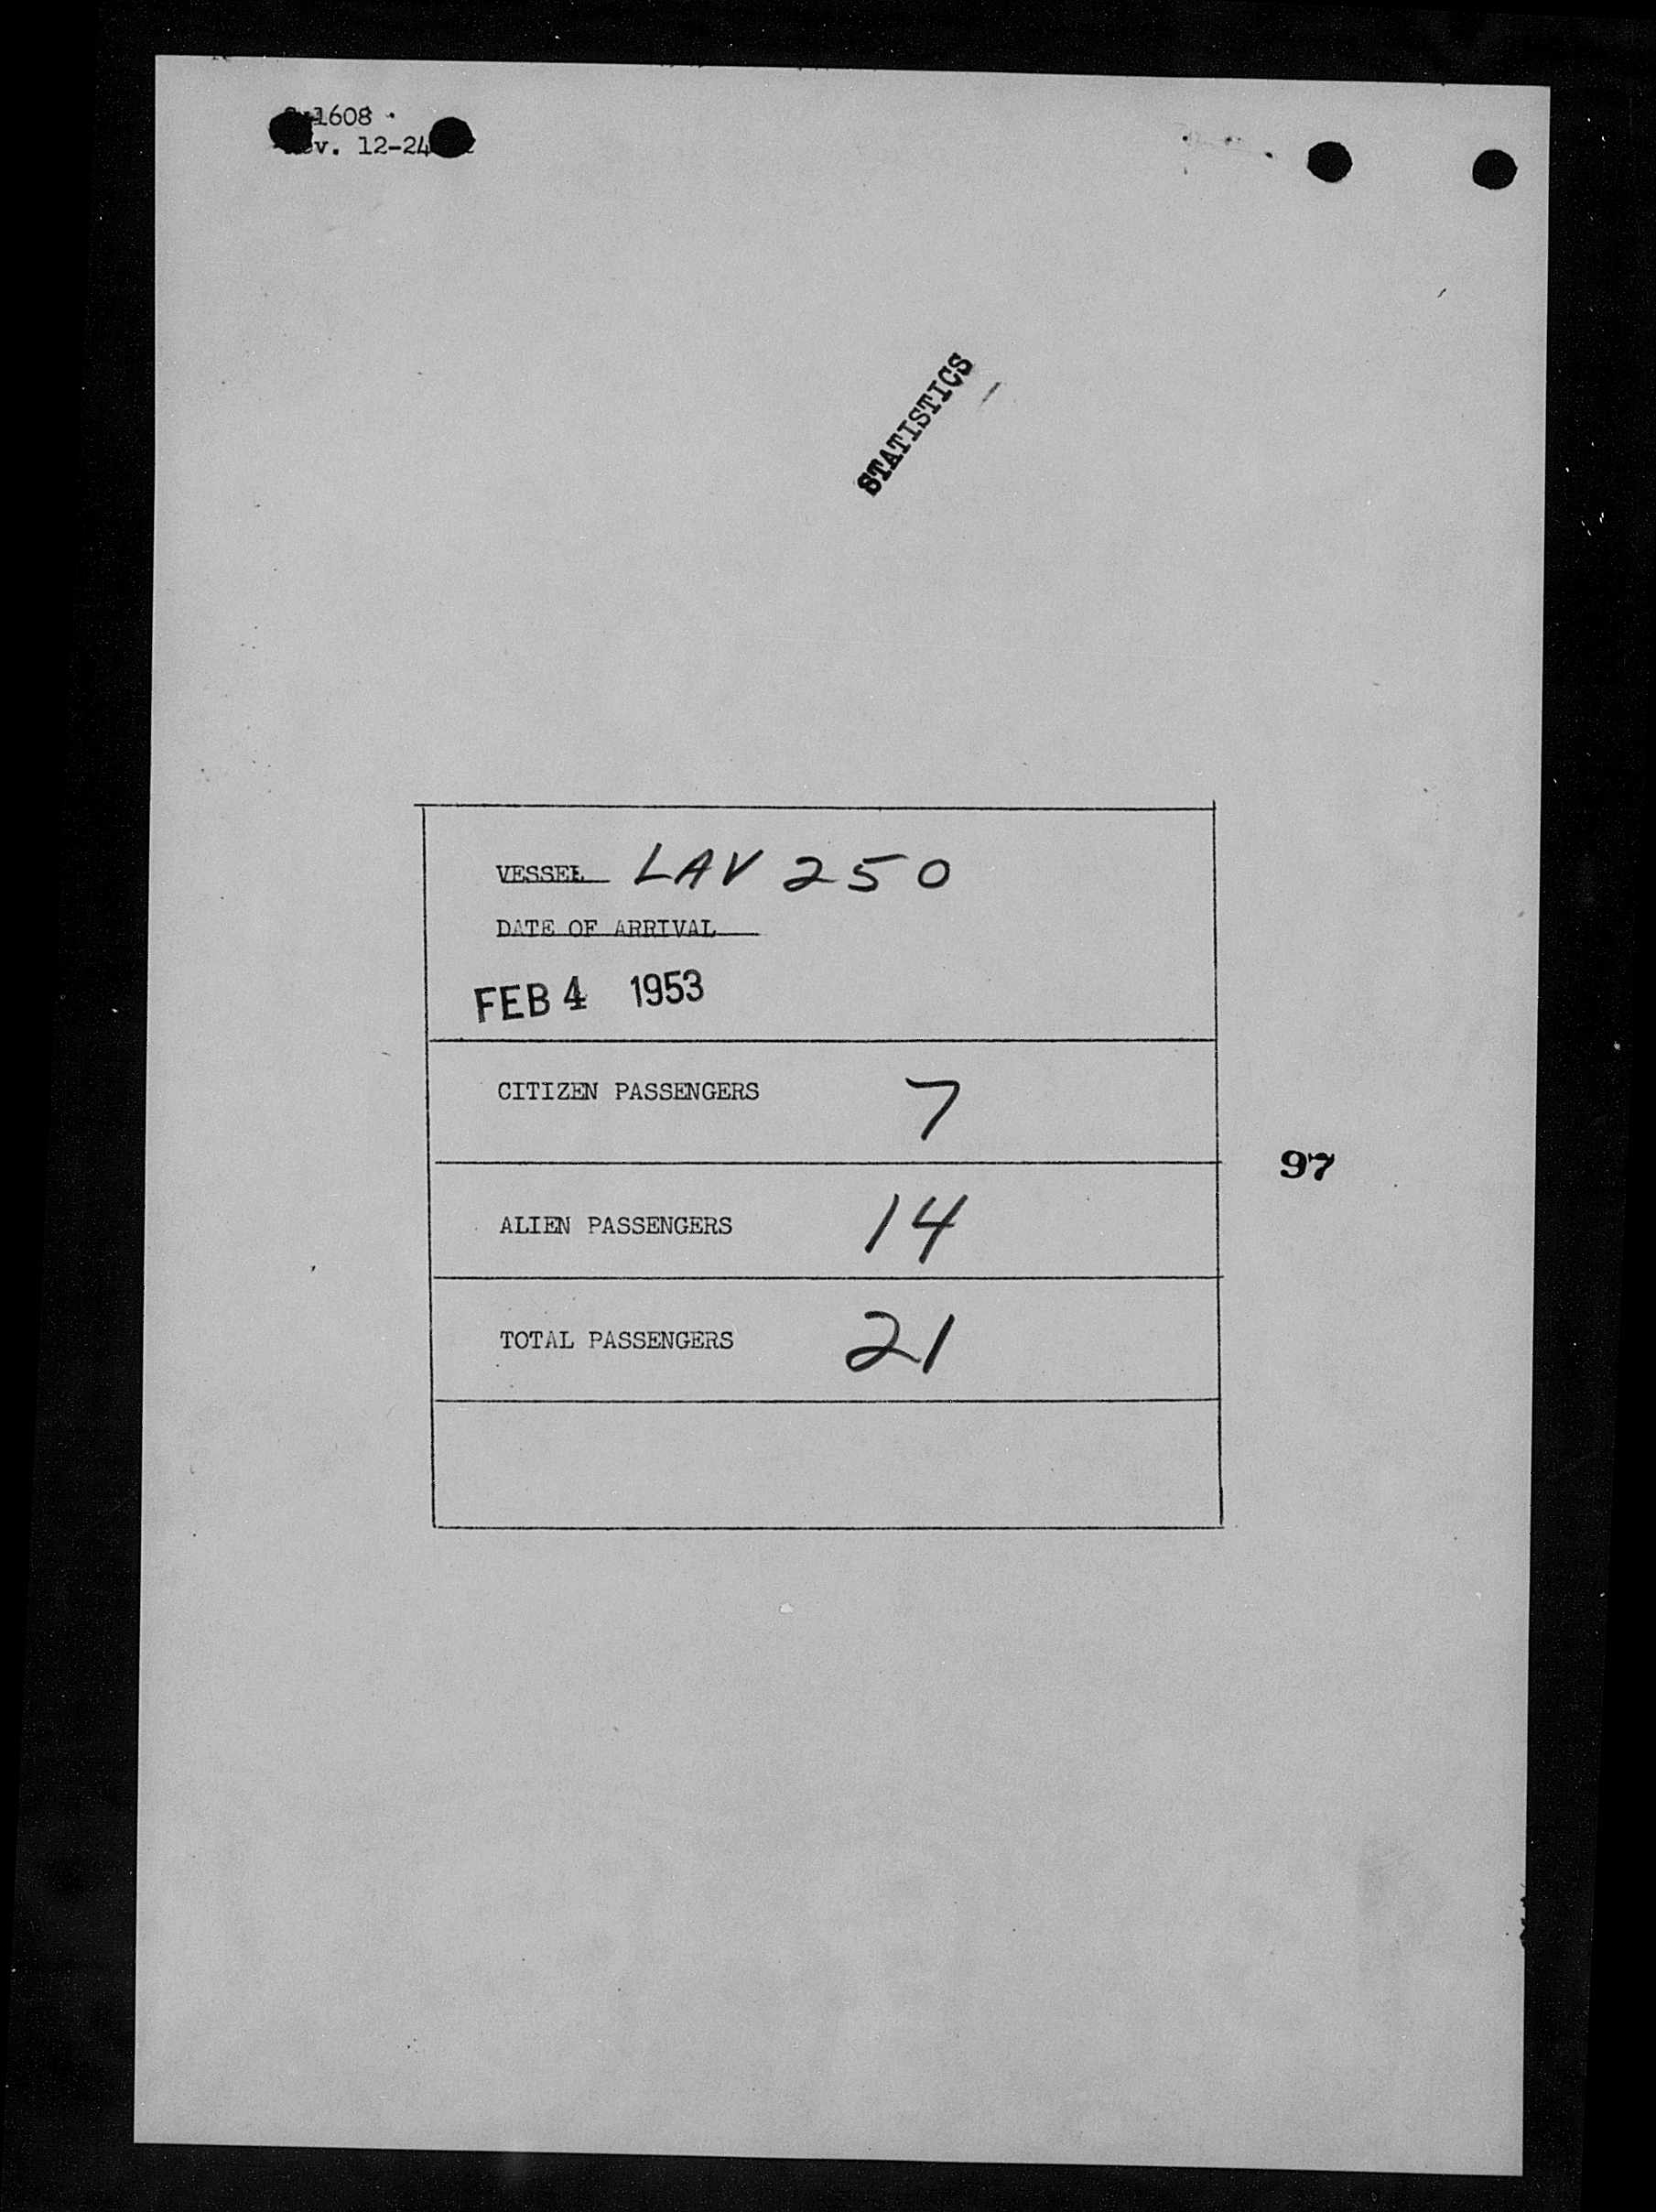 1608
v. 12-24
STATISTICS
VESSEL LAV 250
DATE OF ARRIVAL
FEB 4 1953
CITIZEN PASSENGERS 7
97
ALIEN PASSENGERS 14
TOTAL PASSENGERS 21